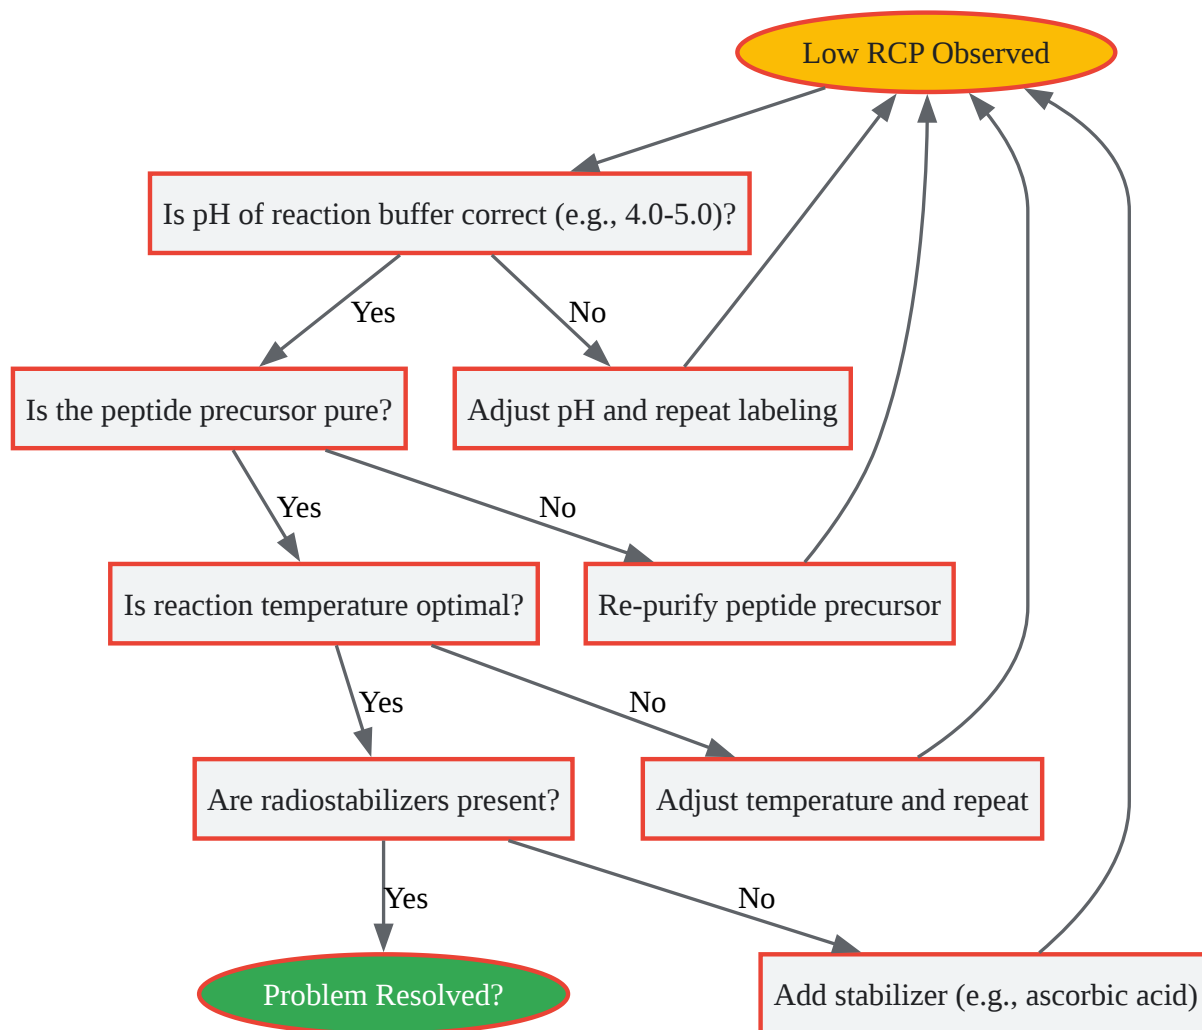 Low RCP Observed
Is pH of reaction buffer correct (e.g., 4.0-5.0)?
Yes
No
Is the peptide precursor pure?
Adjust pH and repeat labeling
Yes
No
Is reaction temperature optimal?
Re-purify peptide precursor
Yes
No
Are radiostabilizers present?
Adjust temperature and repeat
Yes
No
Problem Resolved?
Add stabilizer (e.g., ascorbic acid)